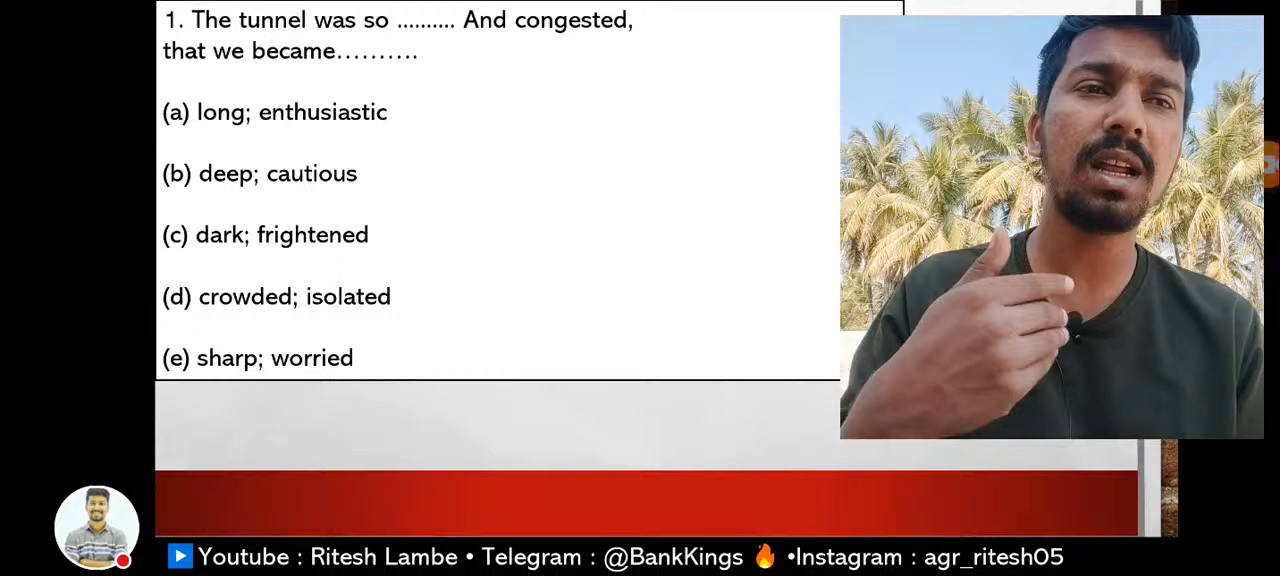 1. The tunnel was so .......... And congested,
that we became……….
(a) long; enthusiastic
(b) deep; cautious
(c) dark; frightened
(d) crowded; isolated
(e) sharp; worried
Youtube : Ritesh Lambe • Telegram : @BankKings 🔥 •Instagram : agr_ritesh05